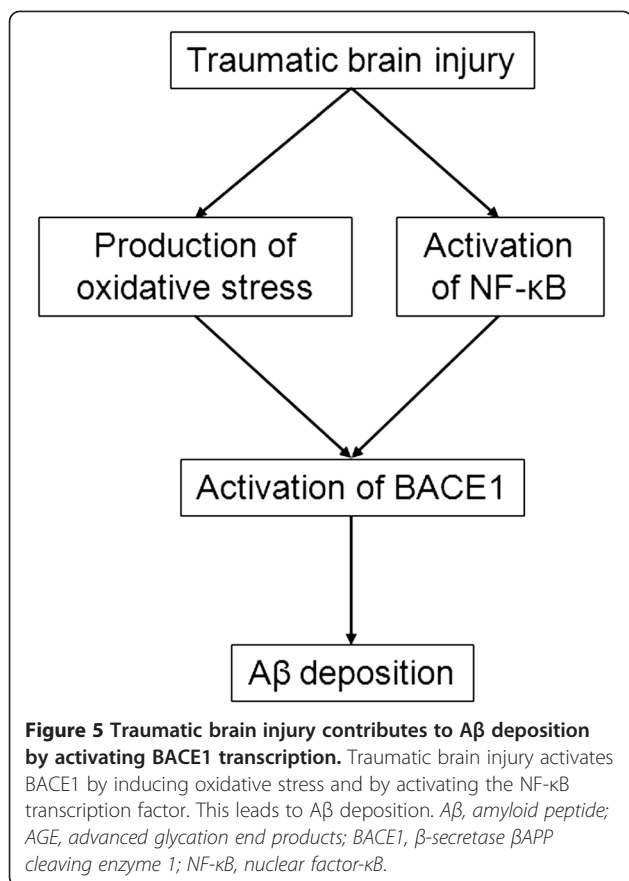 Traumatic brain injury
Production of
oxidative stress
Activation
of NF-κB
Activation of BACE1
Aβ deposition
Figure 5 Traumatic brain injury contributes to Aβ deposition
by activating BACE1 transcription. Traumatic brain injury activates
BACE1 by inducing oxidative stress and by activating the NF-κB
transcription factor. This leads to Aβ deposition. Aβ, amyloid peptide;
AGE, advanced glycation end products; BACE1, β-secretase βAPP
cleaving enzyme 1; NF-κB, nuclear factor-κB.